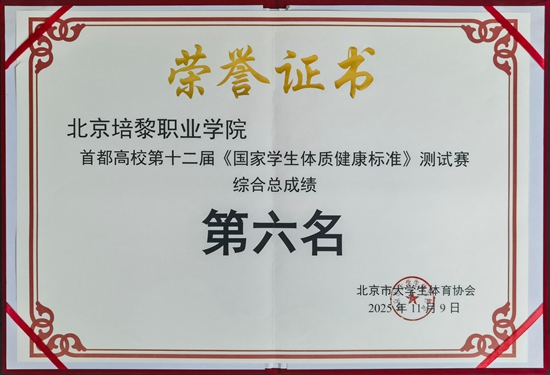 荣誉证书
北京培黎职业学院
首都高校第十二届《国家学生体质健康标准》测试赛
综合总成绩
第六名
北京市大学生体育协会
2025年11月9日